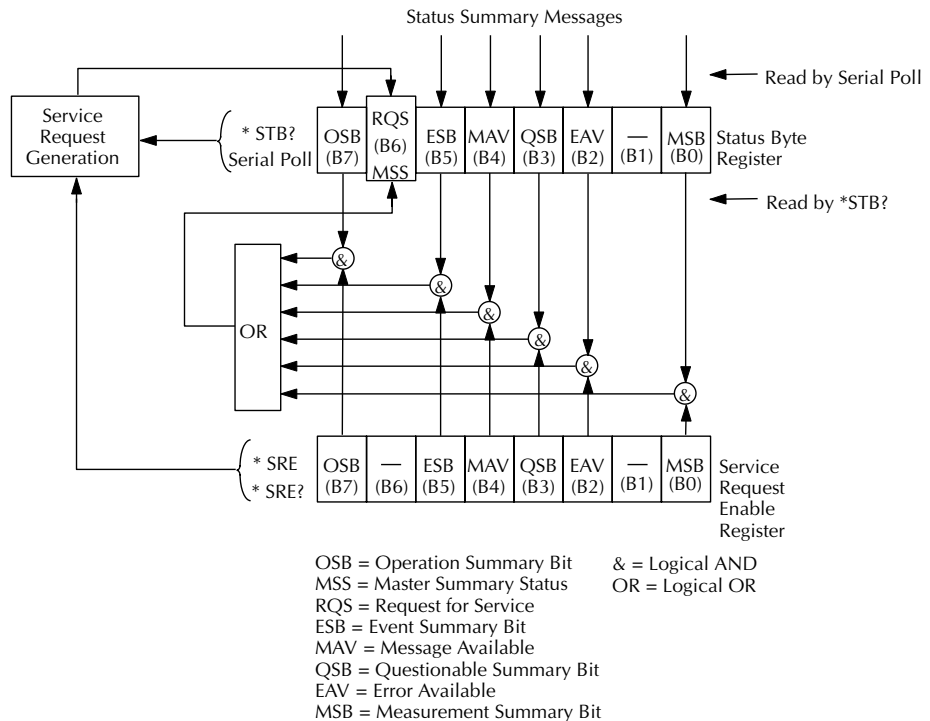 Status Summary Messages
Read by Serial Poll
Service
Request
Generation
* STB?
Serial Poll
OSB
(B7)
RQS
(B6)
MSS
ESB
(B5)
MAV
(B4)
QSB
(B3)
EAV
(B2)
—
(B1)
MSB
(B0)
Status Byte
Register
Read by *STB?
&
&
&
&
&
&
OR
* SRE
* SRE?
OSB
(B7)
—
(B6)
ESB
(B5)
MAV
(B4)
QSB
(B3)
EAV
(B2)
—
(B1)
MSB
(B0)
Service
Request
Enable
Register
OSB = Operation Summary Bit
MSS = Master Summary Status
RQS = Request for Service
ESB = Event Summary Bit
MAV = Message Available
QSB = Questionable Summary Bit
EAV = Error Available
MSB = Measurement Summary Bit
& = Logical AND
OR = Logical OR